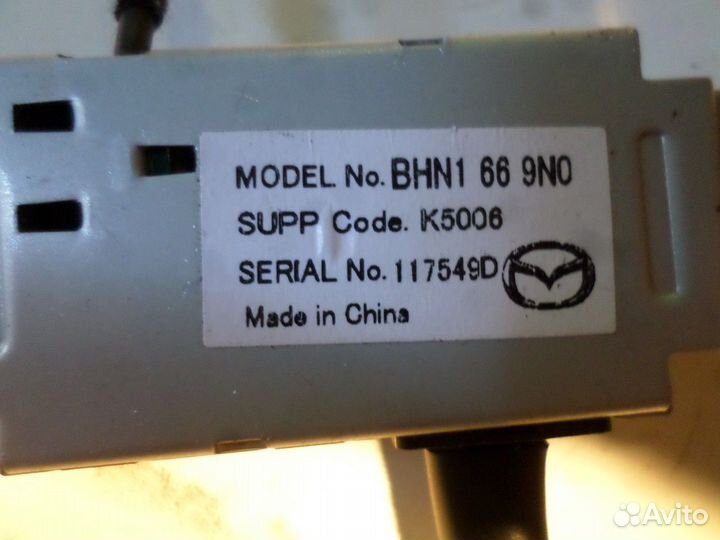 MODEL No. BHN1 66 9N0
SUPP Code. K5006
SERIAL No. 117549D
Made in China
Avito